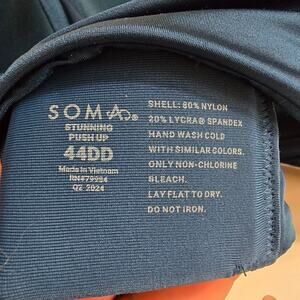 SOMA®
STUNNING
PUSH UP
44DD
Made in Vietnam
RN#79984
Q2 2024
SHELL: 80% NYLON
20% LYCRA® SPANDEX
HAND WASH COLD
WITH SIMILAR COLORS.
ONLY NON-CHLORINE
BLEACH.
LAY FLAT TO DRY.
DO NOT IRON.